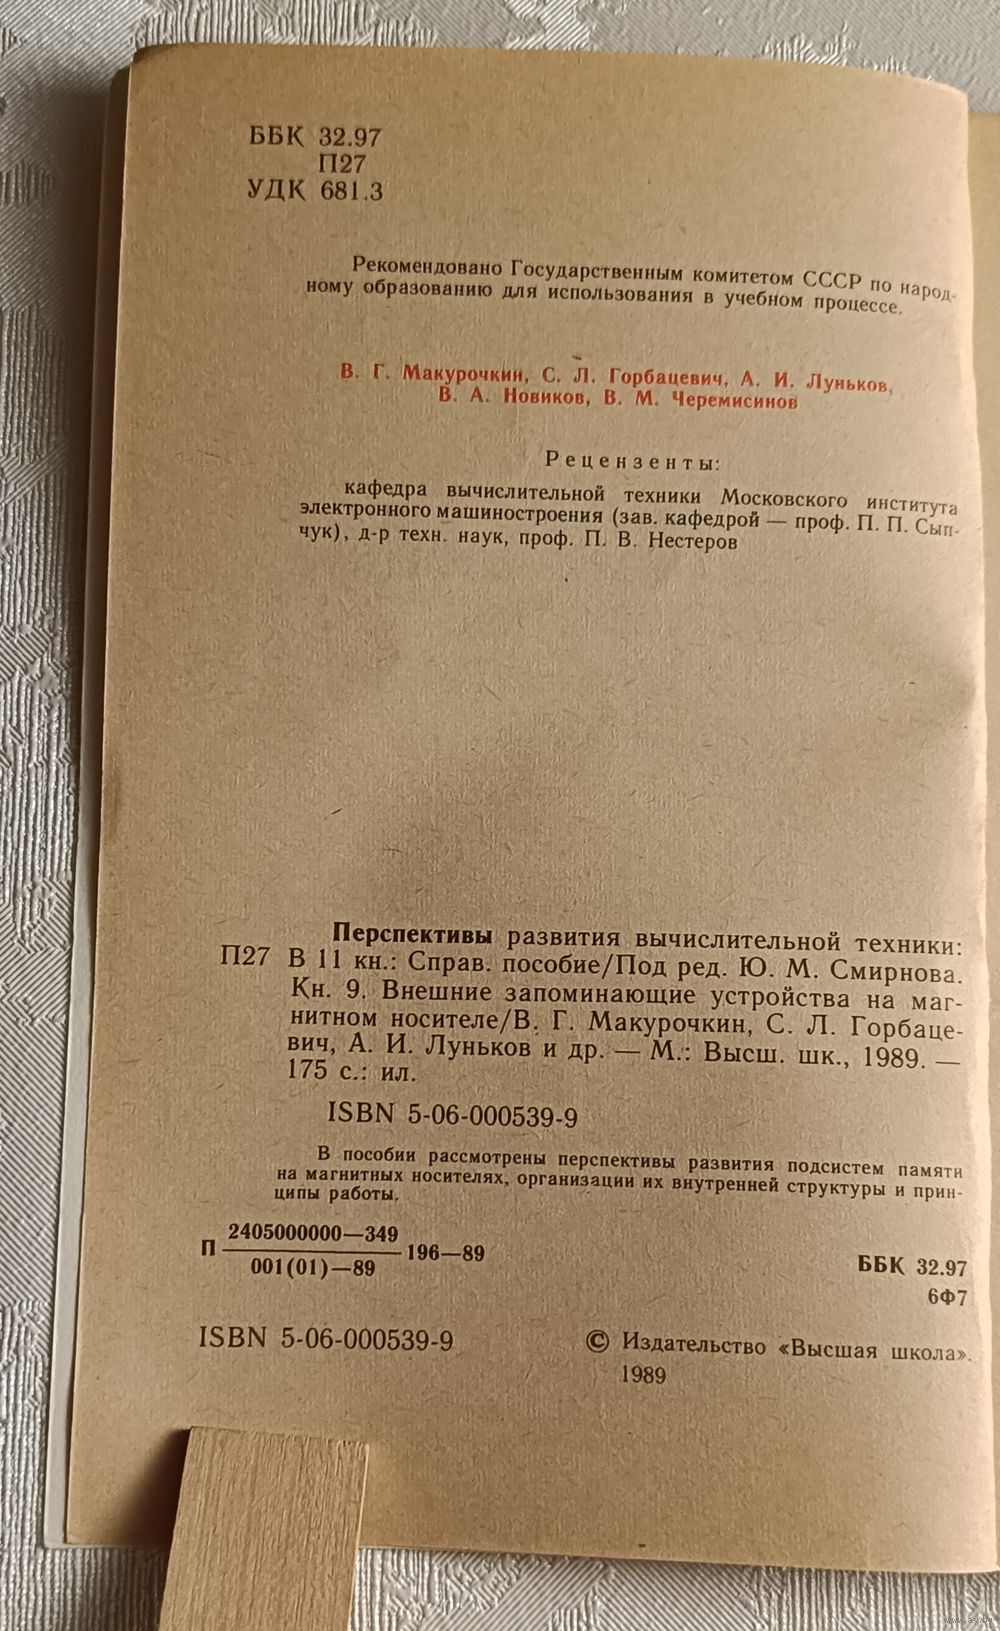 ББК 32.97
П27
УДК 681.3
Рекомендовано Государственным комитетом СССР по народ-
ному образованию для использования в учебном процессе.
В. Г. Макурочкин, С. Л. Горбацевич, А. И. Луньков,
В. А. Новиков, В. М. Черемисинов
Рецензенты:
кафедра вычислительной техники Московского института
электронного машиностроения (зав. кафедрой — проф. П. П. Сып-
чук), д-р техн. наук, проф. П. В. Нестеров
Перспективы развития вычислительной техники:
П27 В 11 кн.: Справ. пособие/Под ред. Ю. М. Смирнова.
Кн. 9. Внешние запоминающие устройства на маг-
нитном носителе/В. Г. Макурочкин, С. Л. Горбаце-
вич, А. И. Луньков и др. — М.: Высш. шк., 1989. —
175 с.: ил.
ISBN 5-06-000539-9
В пособии рассмотрены перспективы развития подсистем памяти
на магнитных носителях, организации их внутренней структуры и прин-
ципы работы.
2405000000—349
П 196—89
001(01)—89
ББК 32.97
6Ф7
ISBN 5-06-000539-9
© Издательство «Высшая школа».
1989
www.ay.by